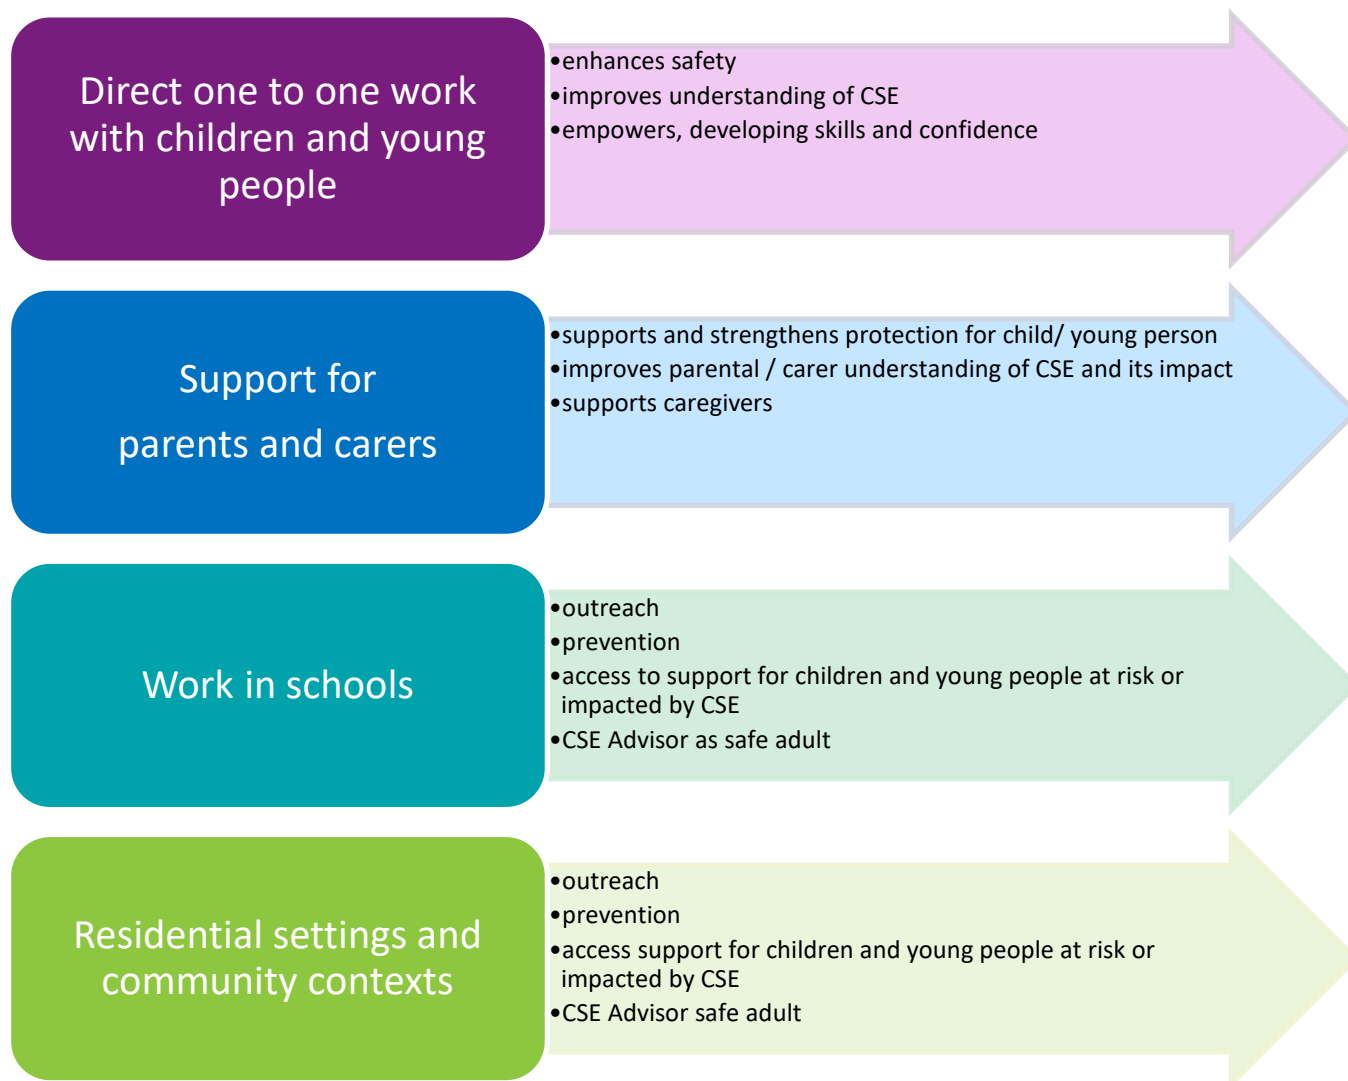 Direct one to one work
with children and young
people
•enhances safety
•improves understanding of CSE
•empowers, developing skills and confidence
Support for
parents and carers
•supports and strengthens protection for child/ young person
•improves parental / carer understanding of CSE and its impact
•supports caregivers
Work in schools
•outreach
•prevention
•access to support for children and young people at risk or
impacted by CSE
•CSE Advisor as safe adult
Residential settings and
community contexts
•outreach
•prevention
•access support for children and young people at risk or
impacted by CSE
•CSE Advisor safe adult